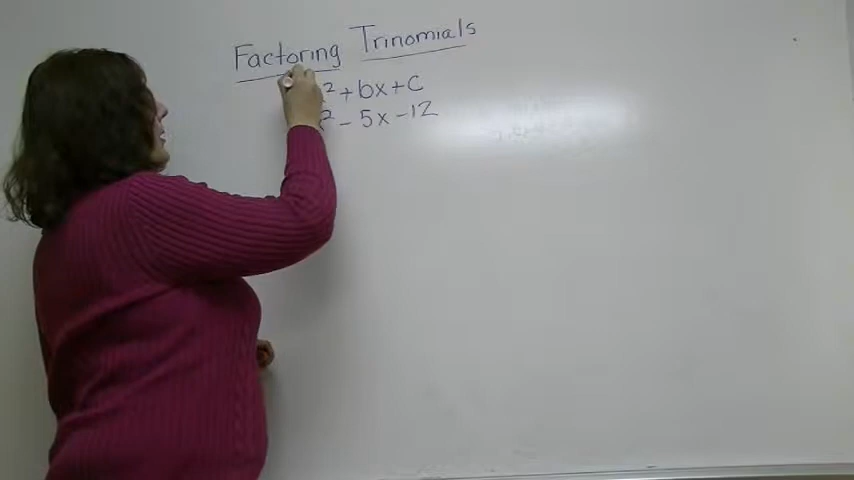 Factoring Trinomials
² + bx + c
² - 5x - 12